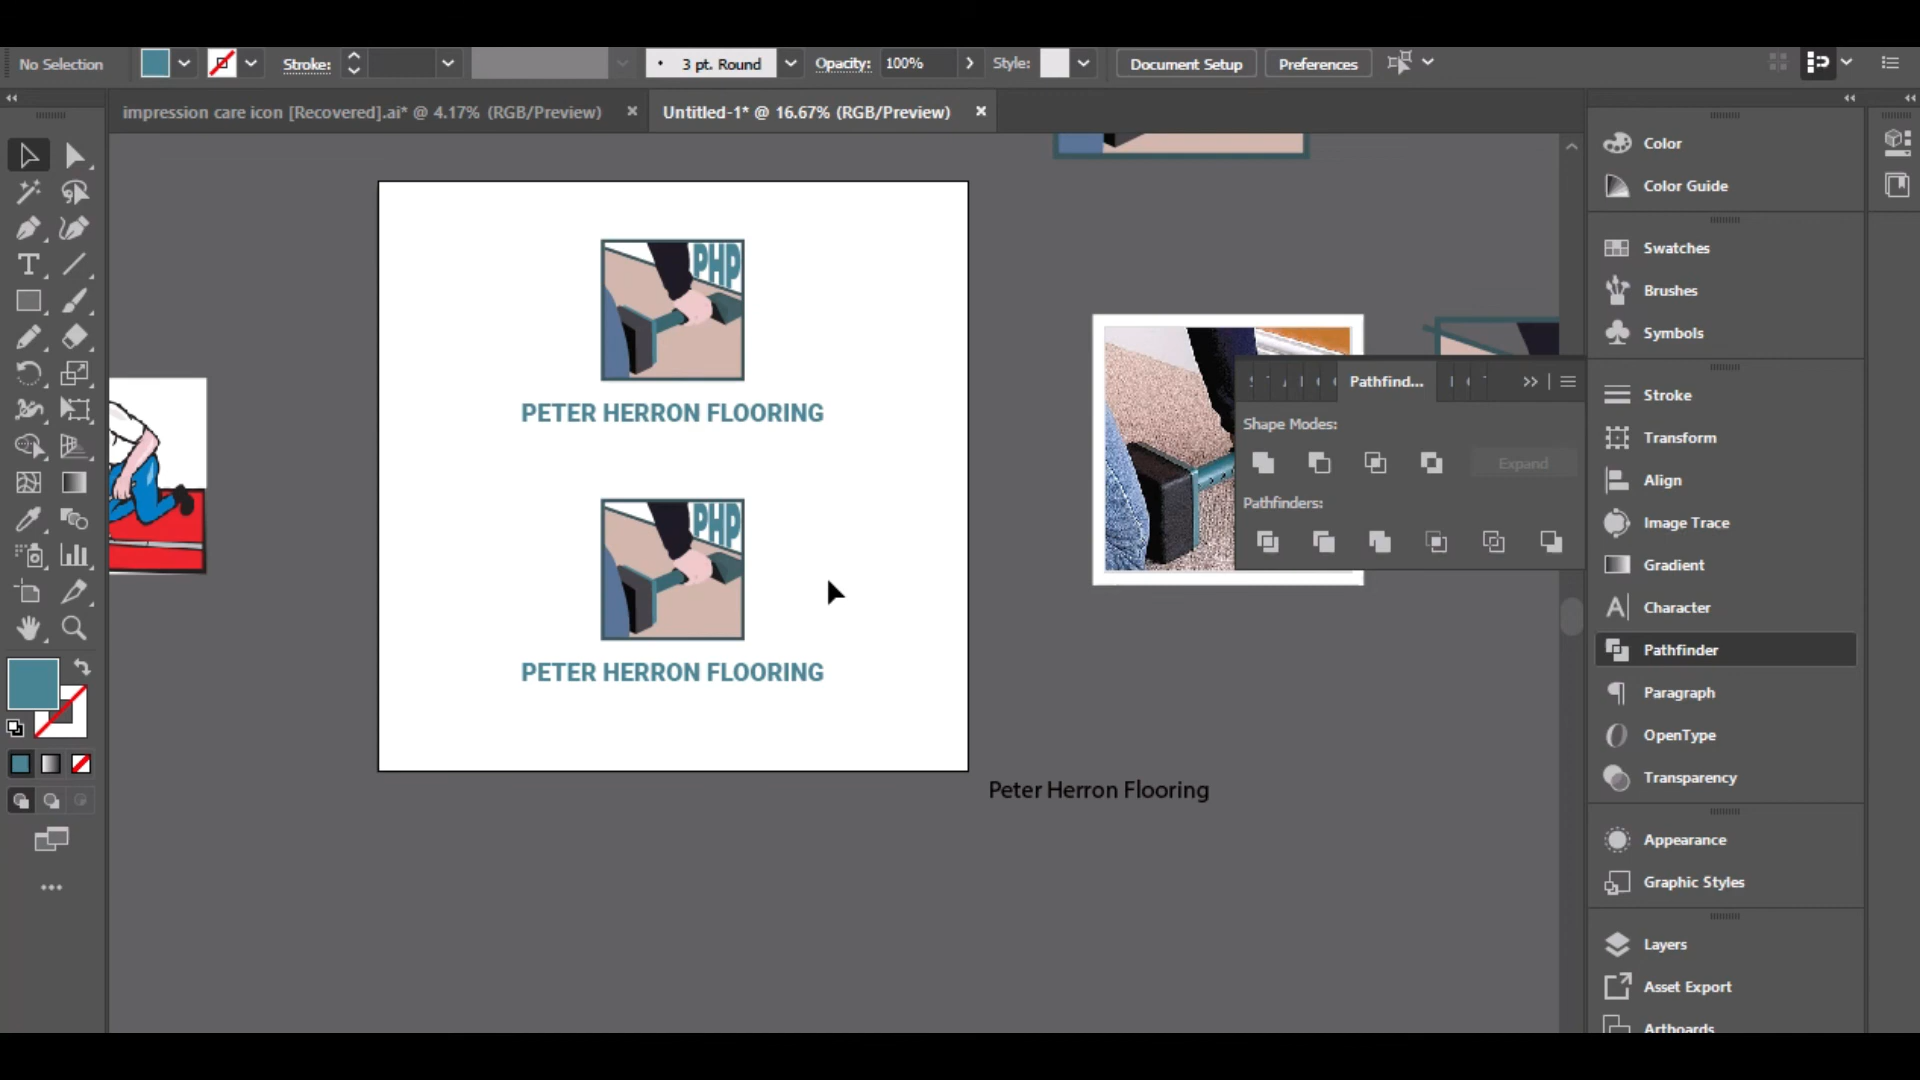 No Selection
Stroke:
3 pt. Round
Opacity: 100%
Style:
Document Setup
Preferences
impression care icon [Recovered].ai* @ 4.17% (RGB/Preview)
Untitled-1* @ 16.67% (RGB/Preview)
PHP
PETER HERRON FLOORING
PHP
PETER HERRON FLOORING
Peter Herron Flooring
Pathfind...
Shape Modes:
Expand
Pathfinders:
Color
Color Guide
Swatches
Brushes
Symbols
Stroke
Transform
Align
Image Trace
Gradient
Character
Pathfinder
Paragraph
OpenType
Transparency
Appearance
Graphic Styles
Layers
Asset Export
Artboards